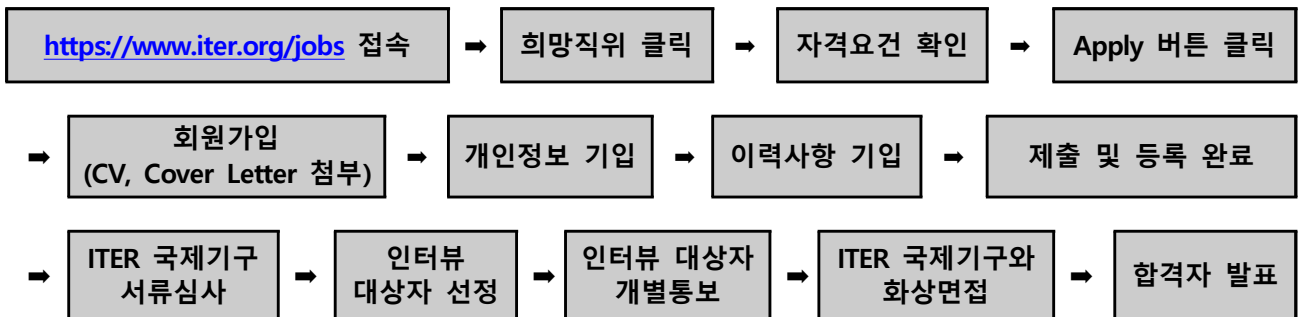 https://www.iter.org/jobs 접속 ➡ 희망직위 클릭 ➡ 자격요건 확인 ➡ Apply 버튼 클릭
➡ 회원가입
(CV, Cover Letter 첨부) ➡ 개인정보 기입 ➡ 이력사항 기입 ➡ 제출 및 등록 완료
➡ ITER 국제기구
서류심사 ➡ 인터뷰
대상자 선정 ➡ 인터뷰 대상자
개별통보 ➡ ITER 국제기구와
화상면접 ➡ 합격자 발표